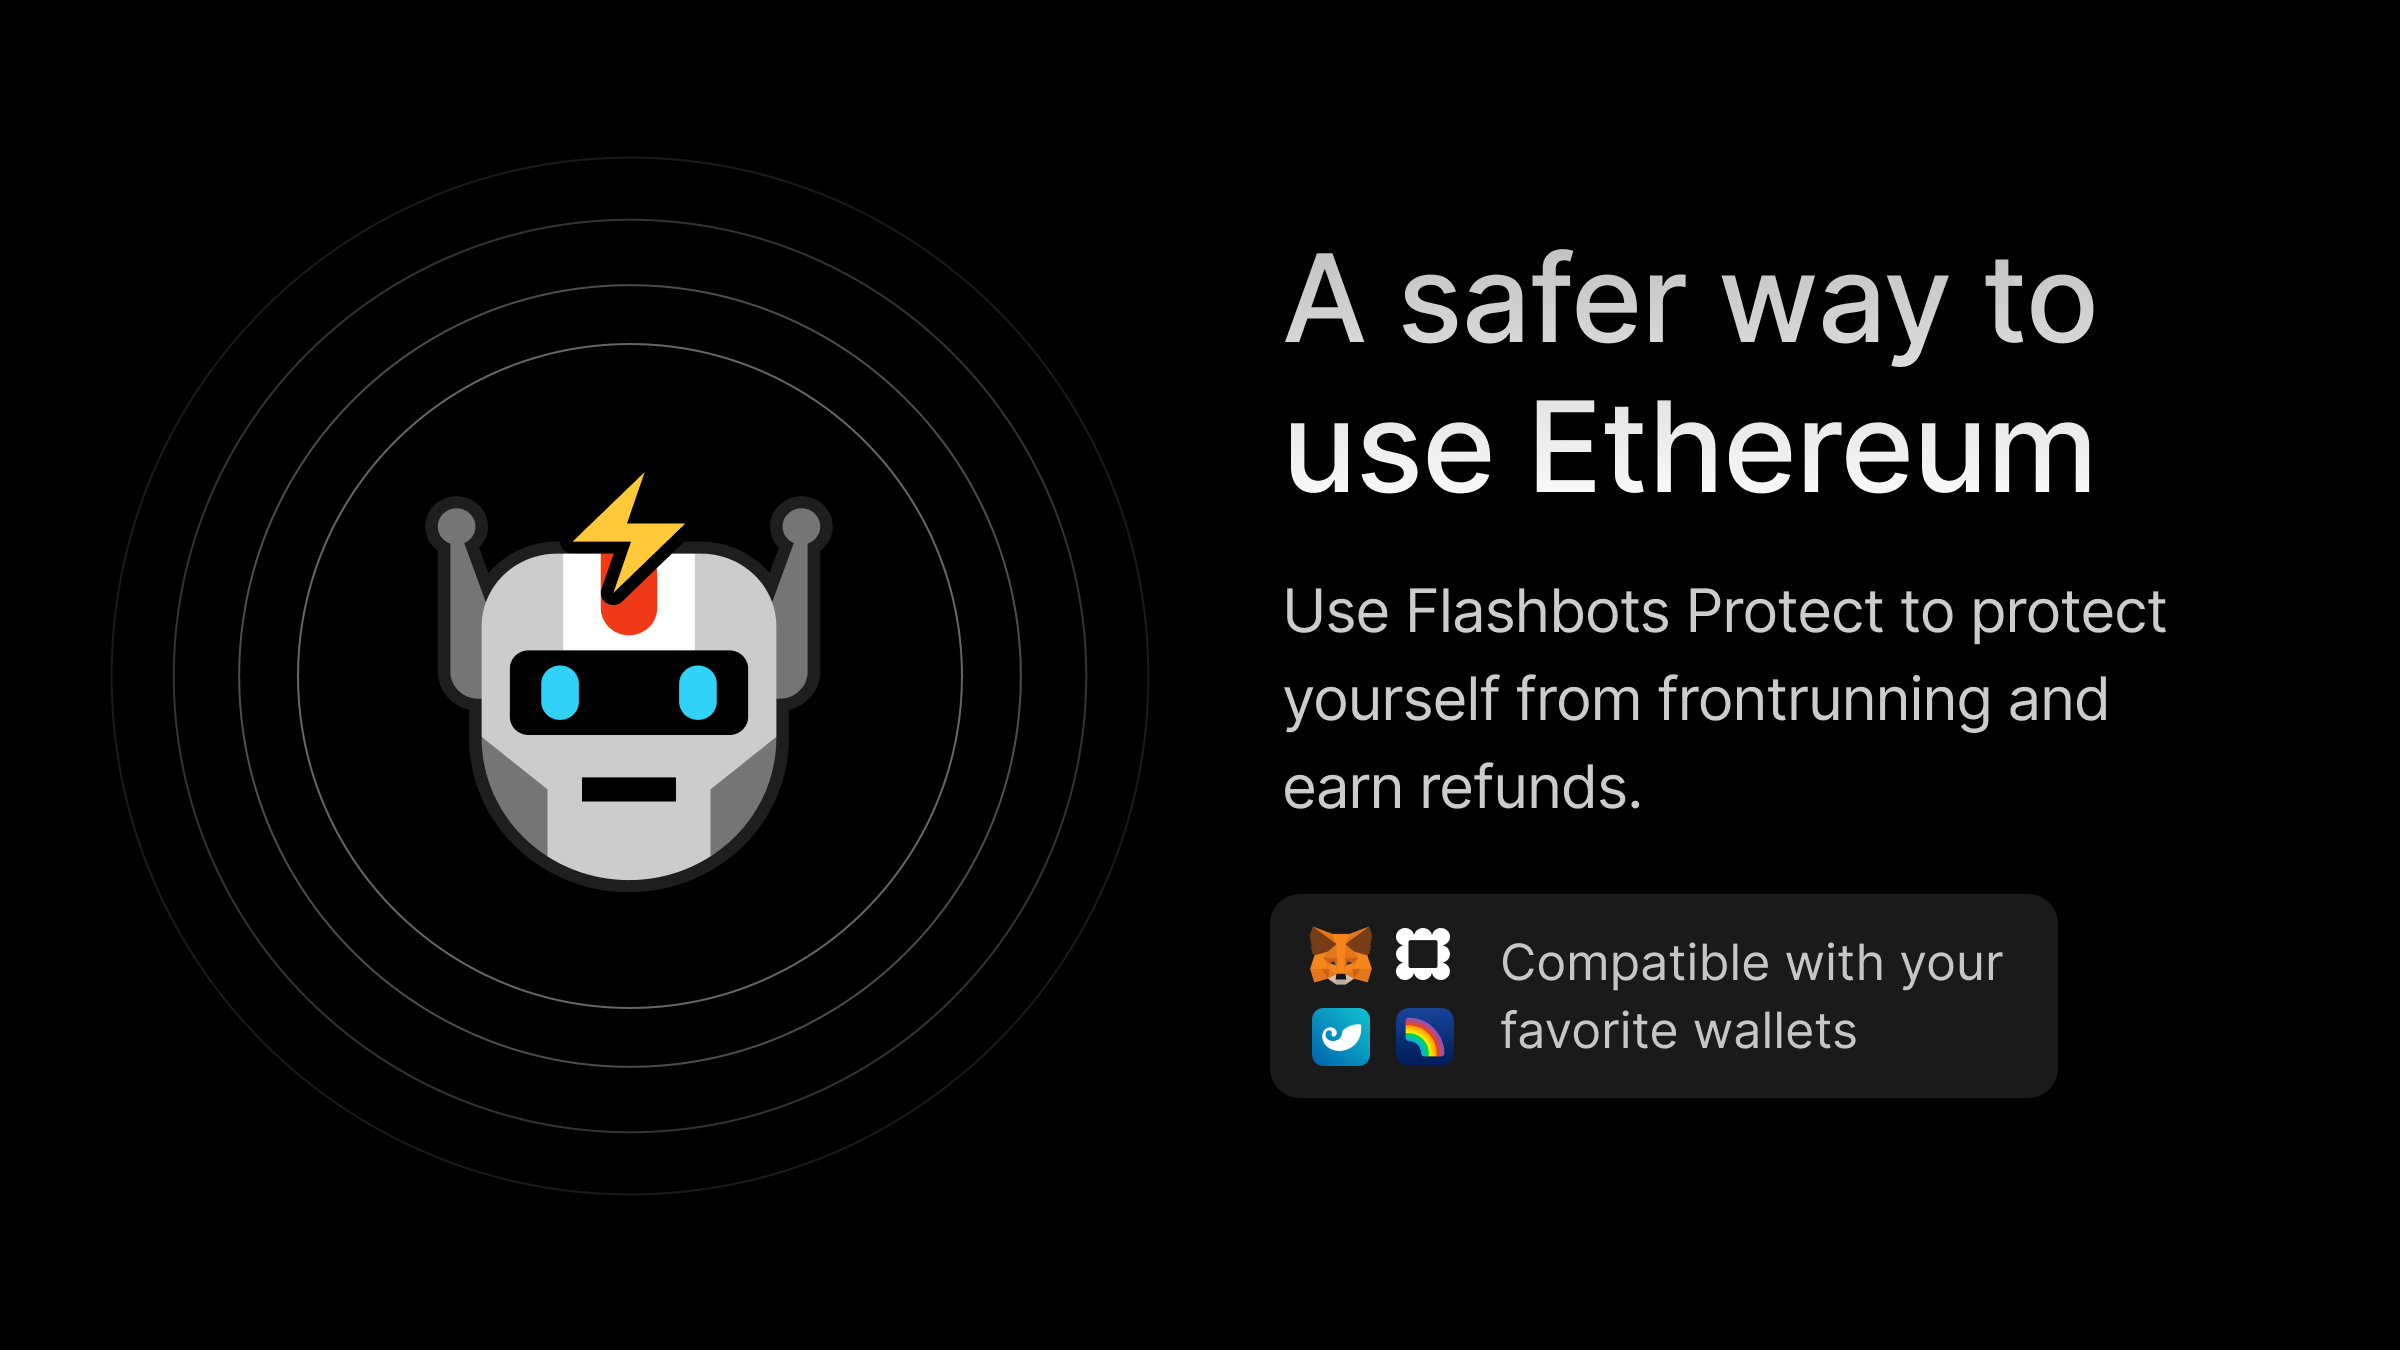 A safer way to
use Ethereum
Use Flashbots Protect to protect
yourself from frontrunning and
earn refunds.
Compatible with your
favorite wallets